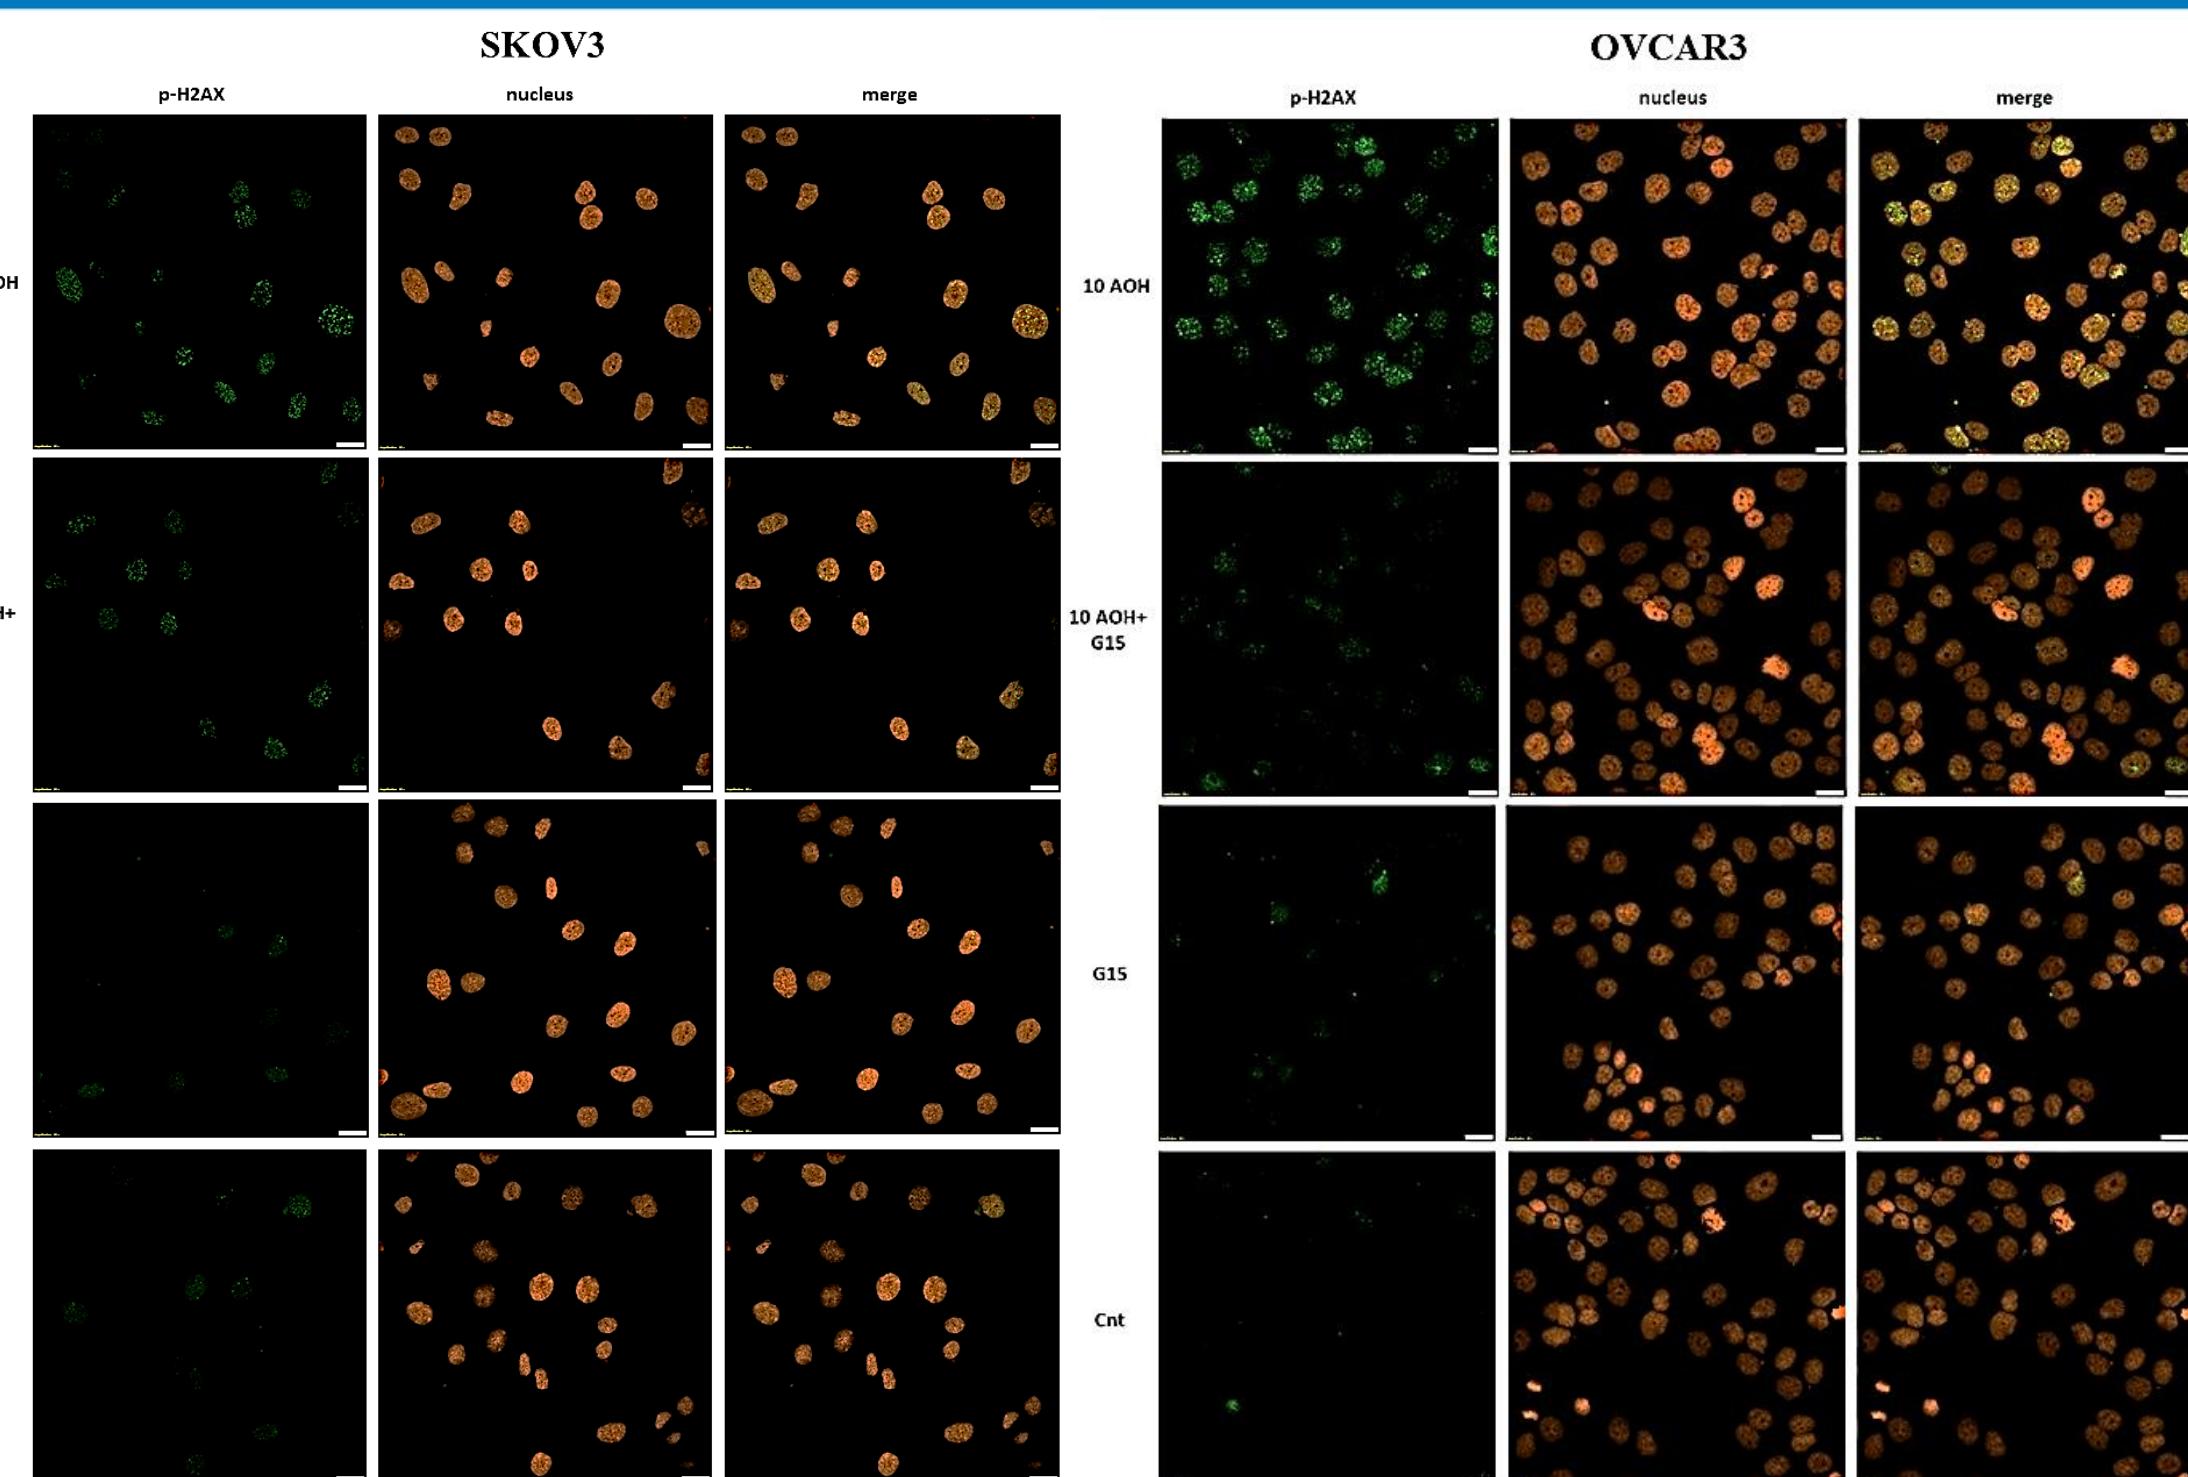 SKOV3
OVCAR3
p-H2AX
nucleus
merge
p-H2AX
nucleus
merge
OH
10 AOH
H+
10 AOH+
G15
G15
Cnt